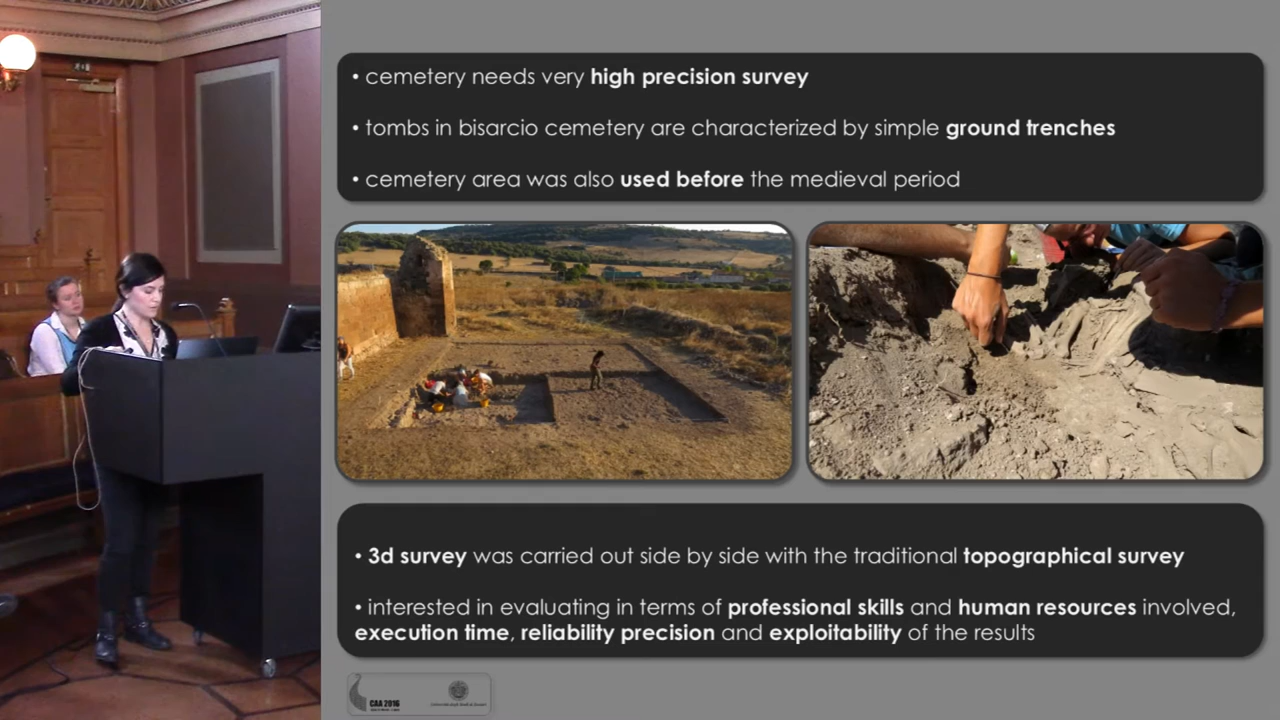 • cemetery needs very high precision survey
• tombs in bisarcio cemetery are characterized by simple ground trenches
• cemetery area was also used before the medieval period
• 3d survey was carried out side by side with the traditional topographical survey
• interested in evaluating in terms of professional skills and human resources involved,
execution time, reliability precision and exploitability of the results
CAA 2016